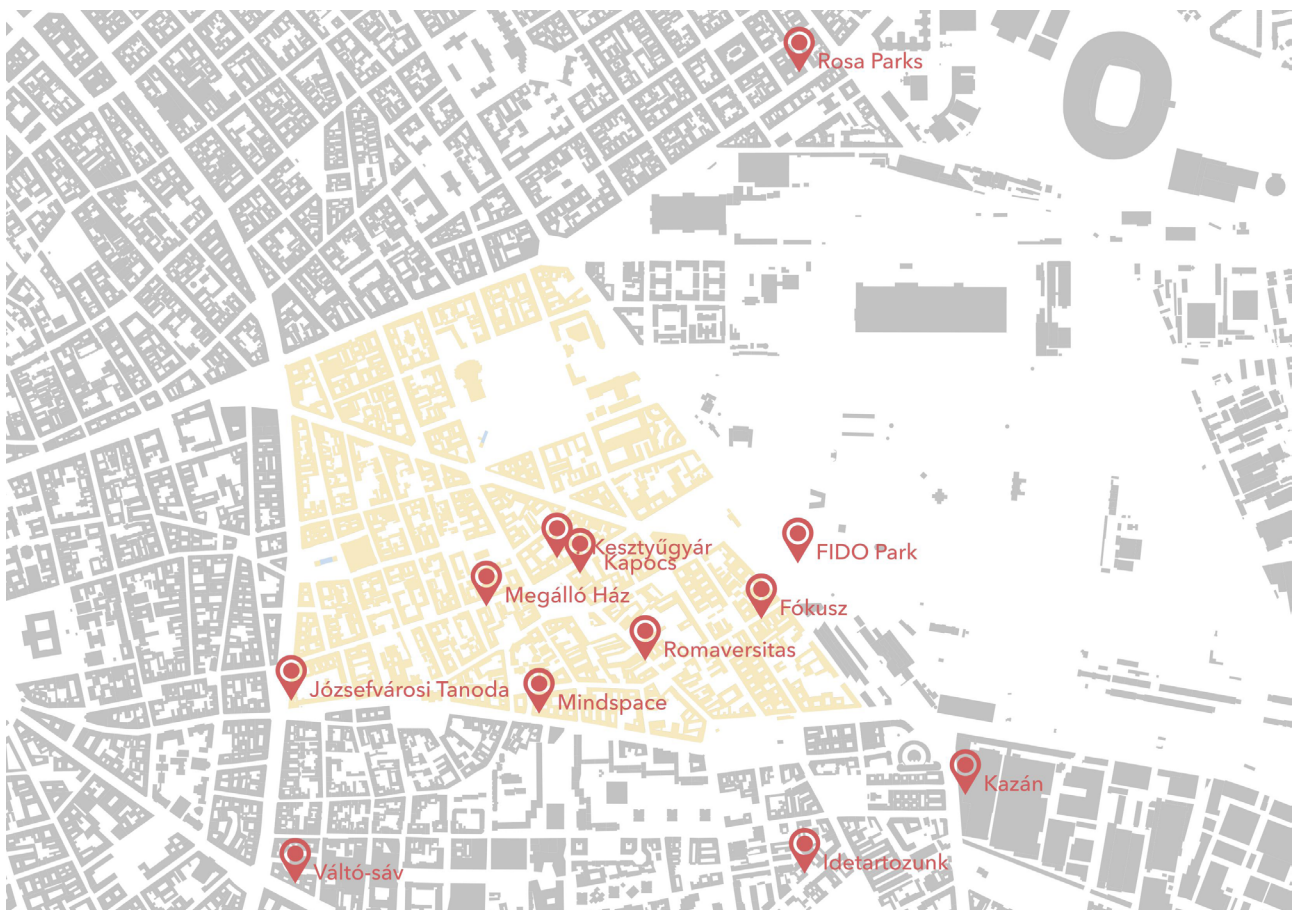 Rosa Parks
Kesztyűgyár
Kapocs
FIDO Park
Megálló Ház
Fókusz
Romaversitas
Józsefvárosi Tanoda
Mindspace
Kazán
Idetartozunk
Váltó-sáv